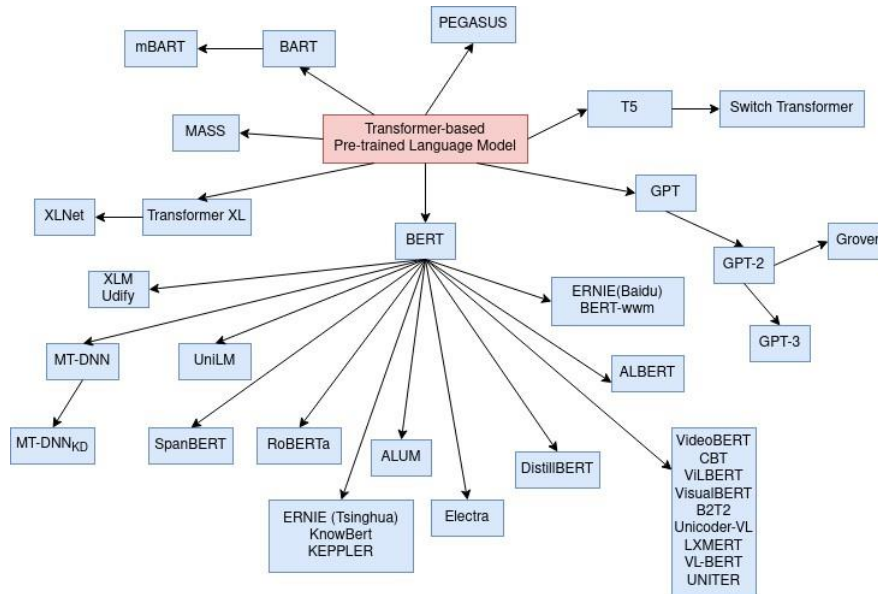 PEGASUS
mBART
BART
T5
Switch Transformer
MASS
Transformer-based
Pre-trained Language Model
GPT
XLNet
Transformer XL
BERT
Grover
GPT-2
XLM
Udify
ERNIE(Baidu)
BERT-wwm
GPT-3
MT-DNN
UniLM
ALBERT
MT-DNNKD
SpanBERT
RoBERTa
ALUM
DistillBERT
VideoBERT
CBT
ViLBERT
VisualBERT
B2T2
Unicoder-VL
LXMERT
VL-BERT
UNITER
ERNIE (Tsinghua)
KnowBert
KEPPLER
Electra